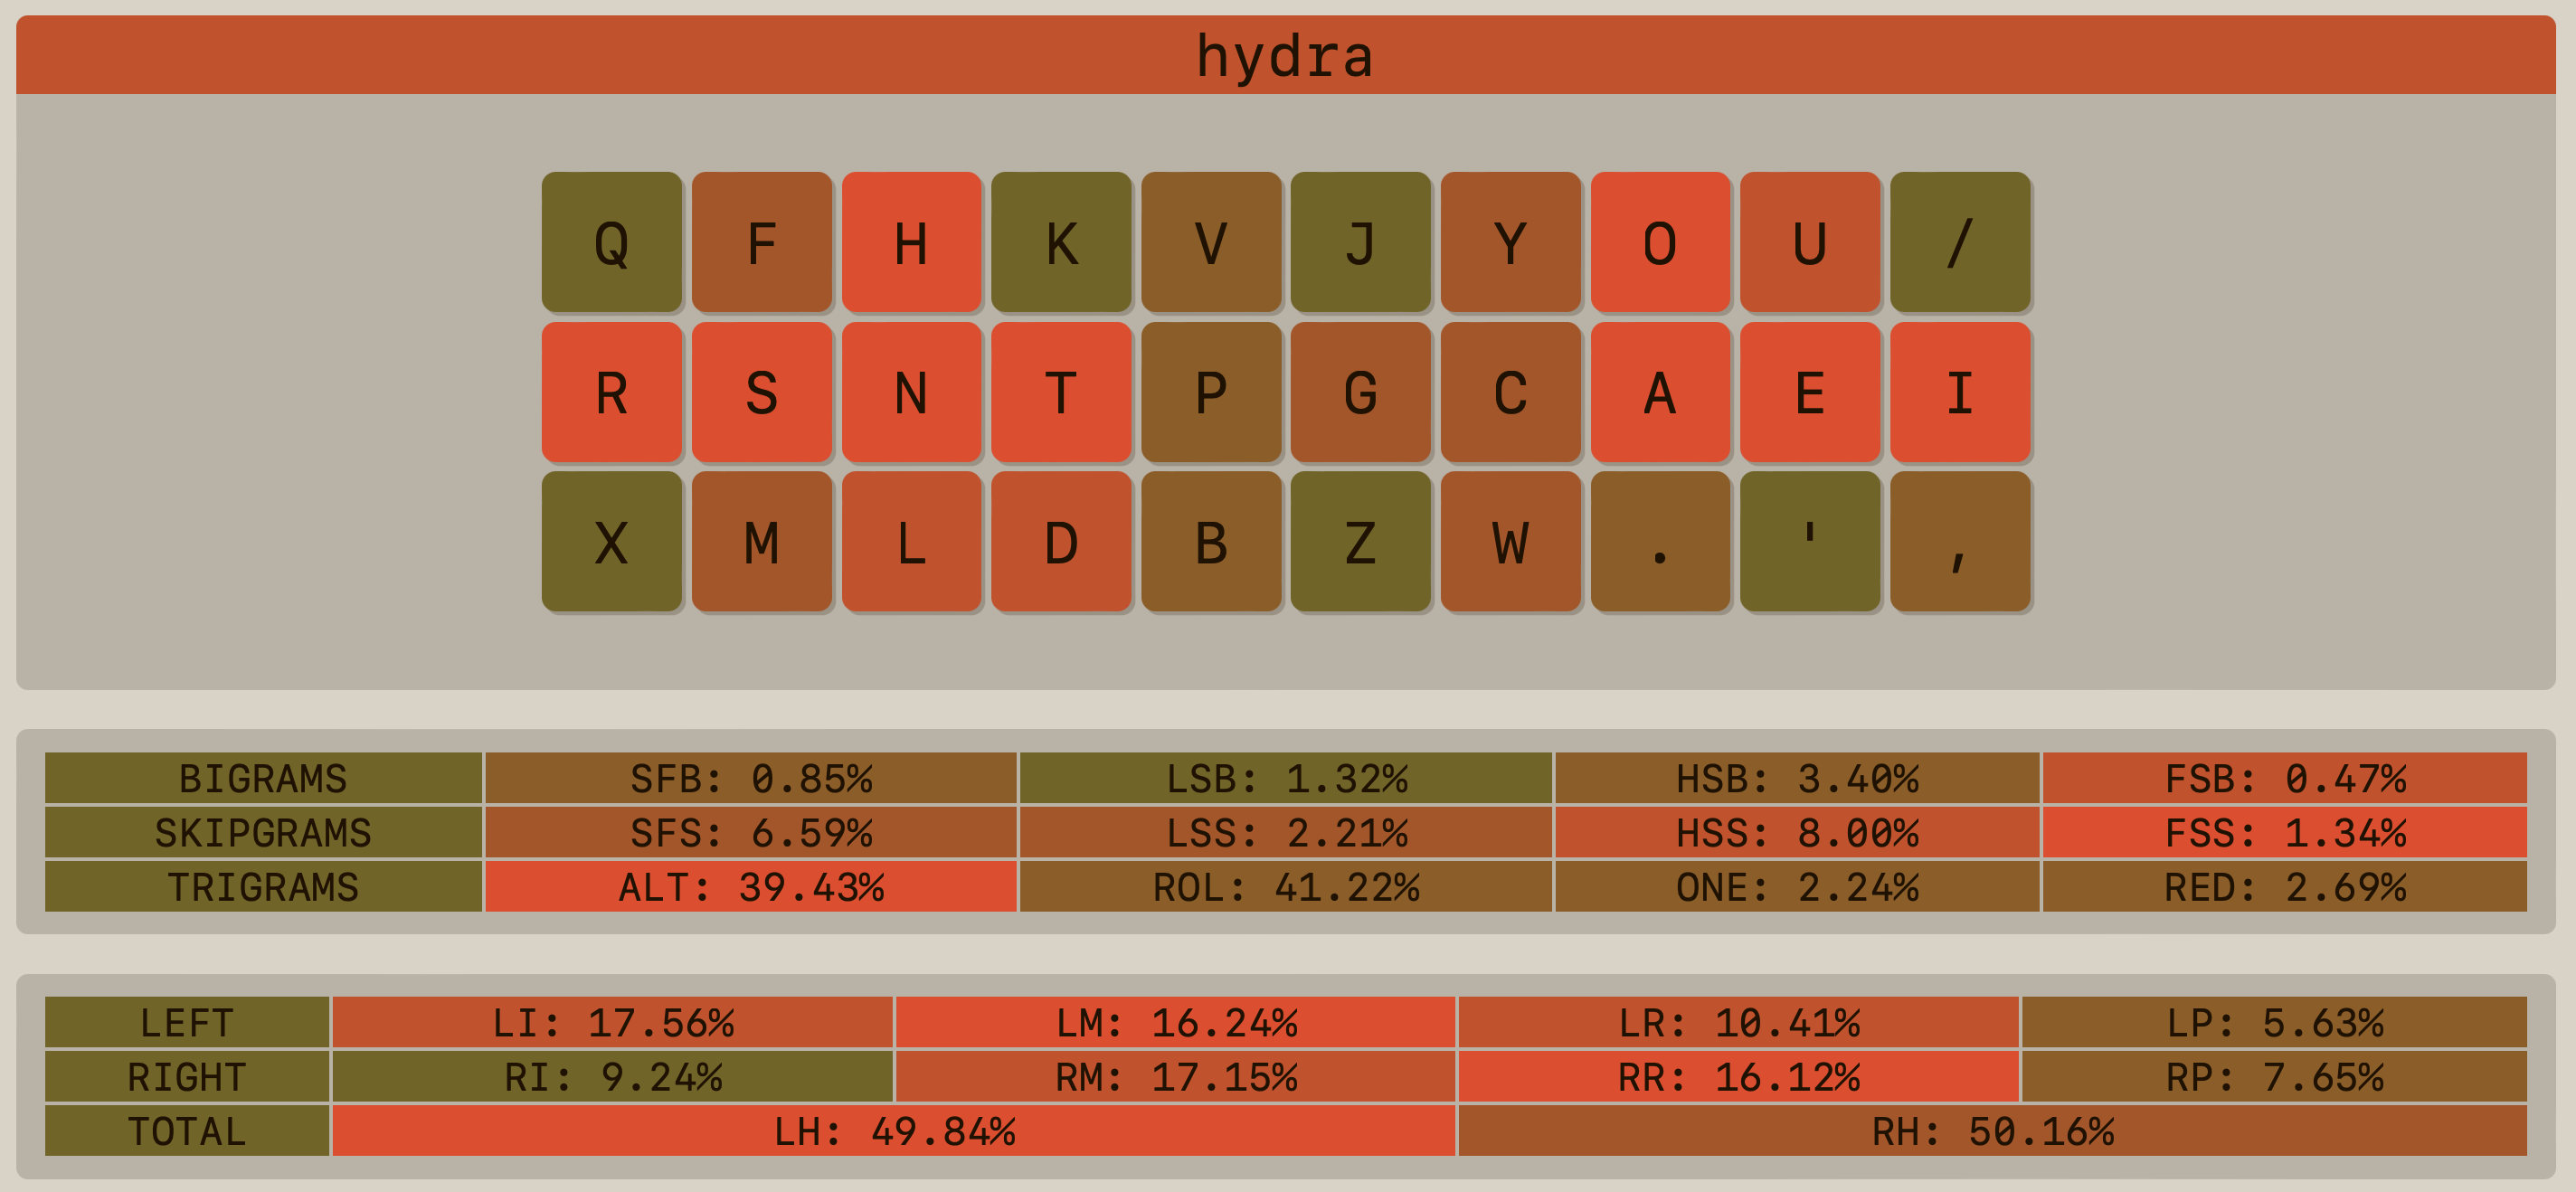 hydra
Q F H K V J Y O U /
R S N T P G C A E I
X M L D B Z W . ' ,
BIGRAMS SFB: 0.85% LSB: 1.32% HSB: 3.40% FSB: 0.47%
SKIPGRAMS SFS: 6.59% LSS: 2.21% HSS: 8.00% FSS: 1.34%
TRIGRAMS ALT: 39.43% ROL: 41.22% ONE: 2.24% RED: 2.69%
LEFT LI: 17.56% LM: 16.24% LR: 10.41% LP: 5.63%
RIGHT RI: 9.24% RM: 17.15% RR: 16.12% RP: 7.65%
TOTAL LH: 49.84% RH: 50.16%